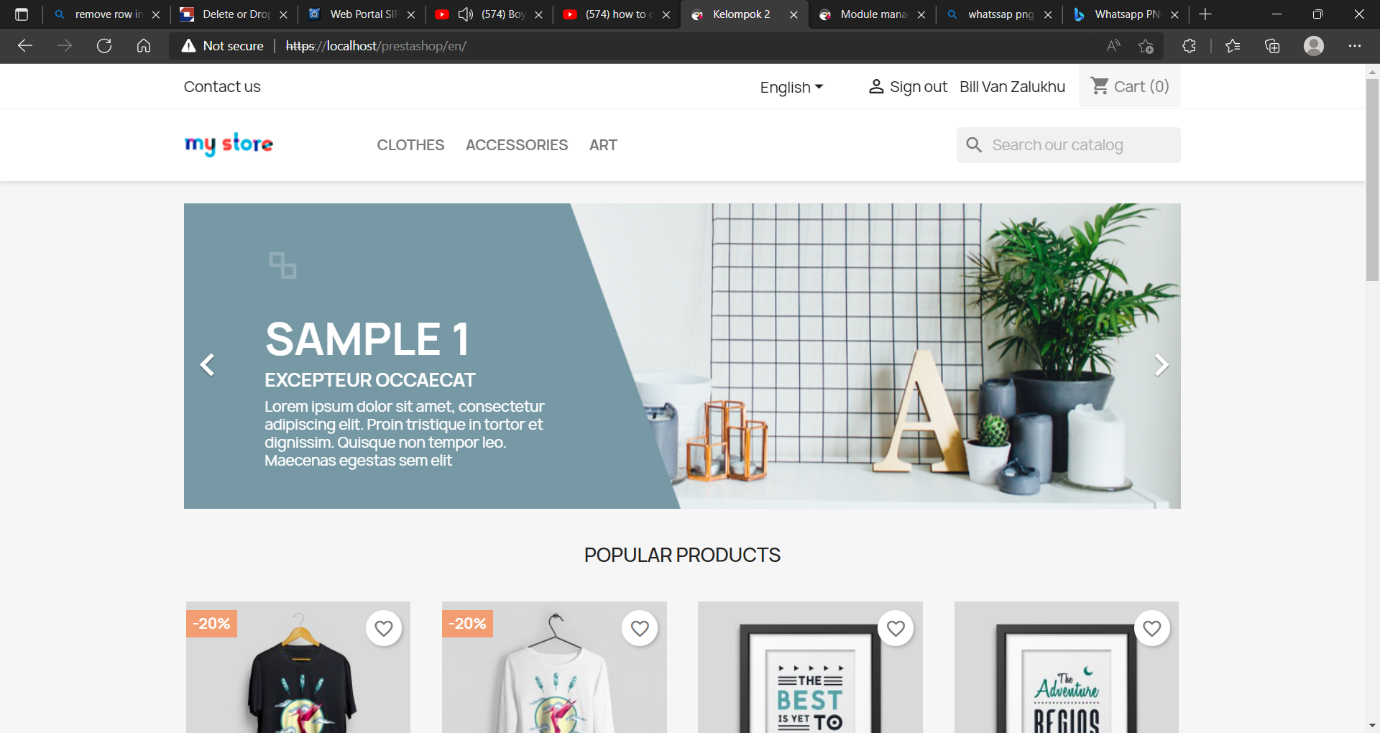 remove row in
Delete or Drop
Web Portal SIF
(574) Boy
(574) how to c
Kelompok 2
Module mana
whatssap png
Whatsapp PN
Not secure
https://localhost/prestashop/en/
Contact us
English
Sign out
Bill Van Zalukhu
Cart (0)
my store
CLOTHES
ACCESSORIES
ART
Search our catalog
SAMPLE 1
EXCEPTEUR OCCAECAT
Lorem ipsum dolor sit amet, consectetur
adipiscing elit. Proin tristique in tortor et
dignissim. Quisque non tempor leo.
Maecenas egestas sem elit
A
POPULAR PRODUCTS
-20%
-20%
THE
BEST
IS YET TO
The
Adventure
BEGINS